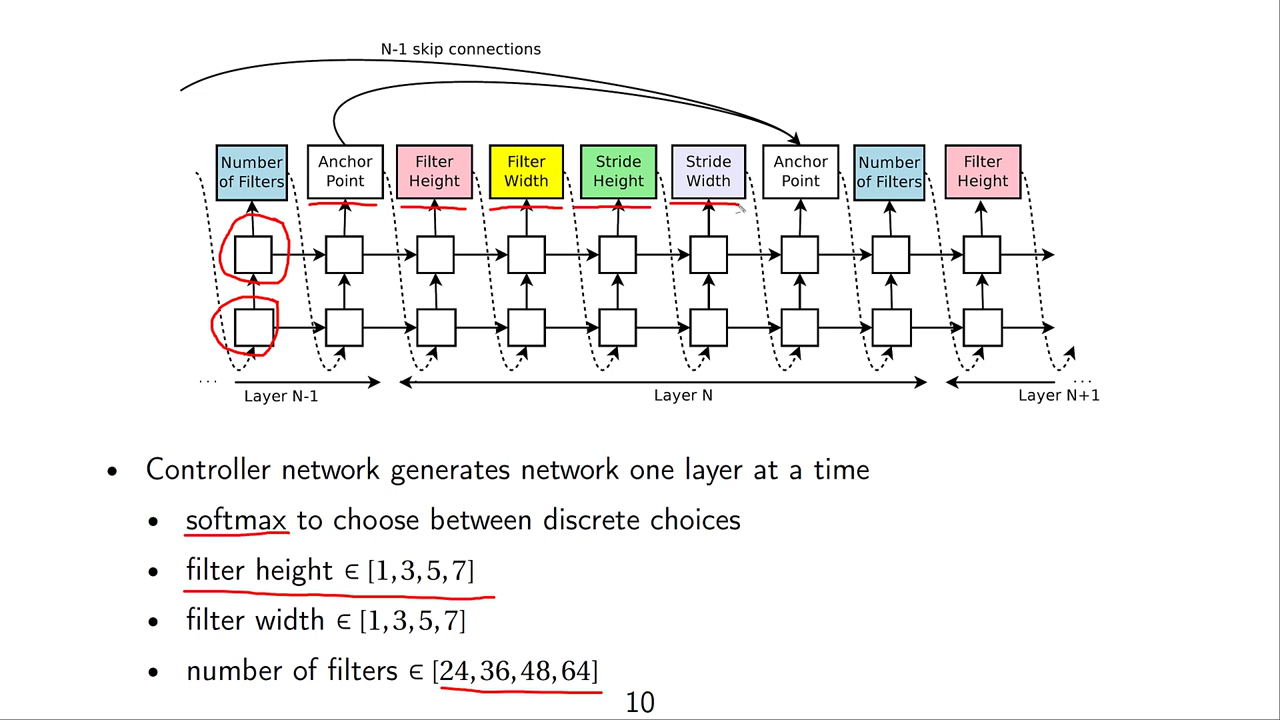 N-1 skip connections
Number of Filters
Anchor Point
Filter Height
Filter Width
Stride Height
Stride Width
Anchor Point
Number of Filters
Filter Height
...
Layer N-1
Layer N
Layer N+1
...
• Controller network generates network one layer at a time
• softmax to choose between discrete choices
• filter height ∈ [1, 3, 5, 7]
• filter width ∈ [1, 3, 5, 7]
• number of filters ∈ [24, 36, 48, 64]
10